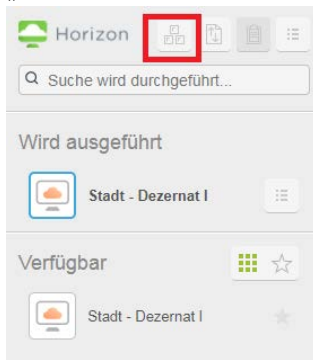 Horizon
Suche wird durchgeführt...
Wird ausgeführt
Stadt - Dezernat I
Verfügbar
Stadt - Dezernat I